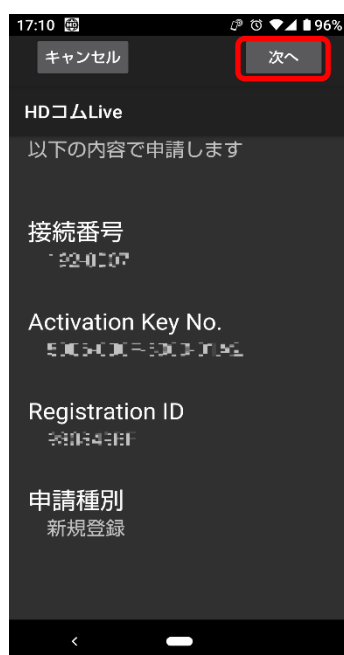 17:10
96%
キャンセル
次へ
HDコムLive
以下の内容で申請します
接続番号
Activation Key No.
Registration ID
申請種別
新規登録